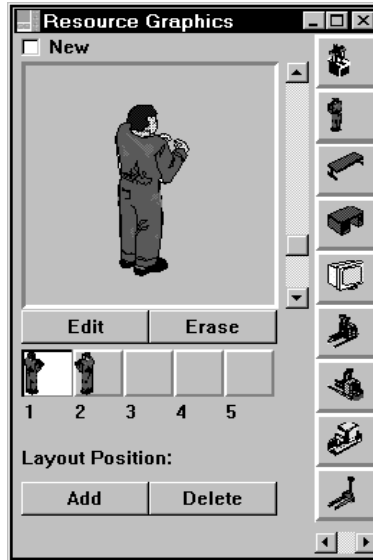 Resource Graphics
New
Edit Erase
1 2 3 4 5
Layout Position:
Add Delete